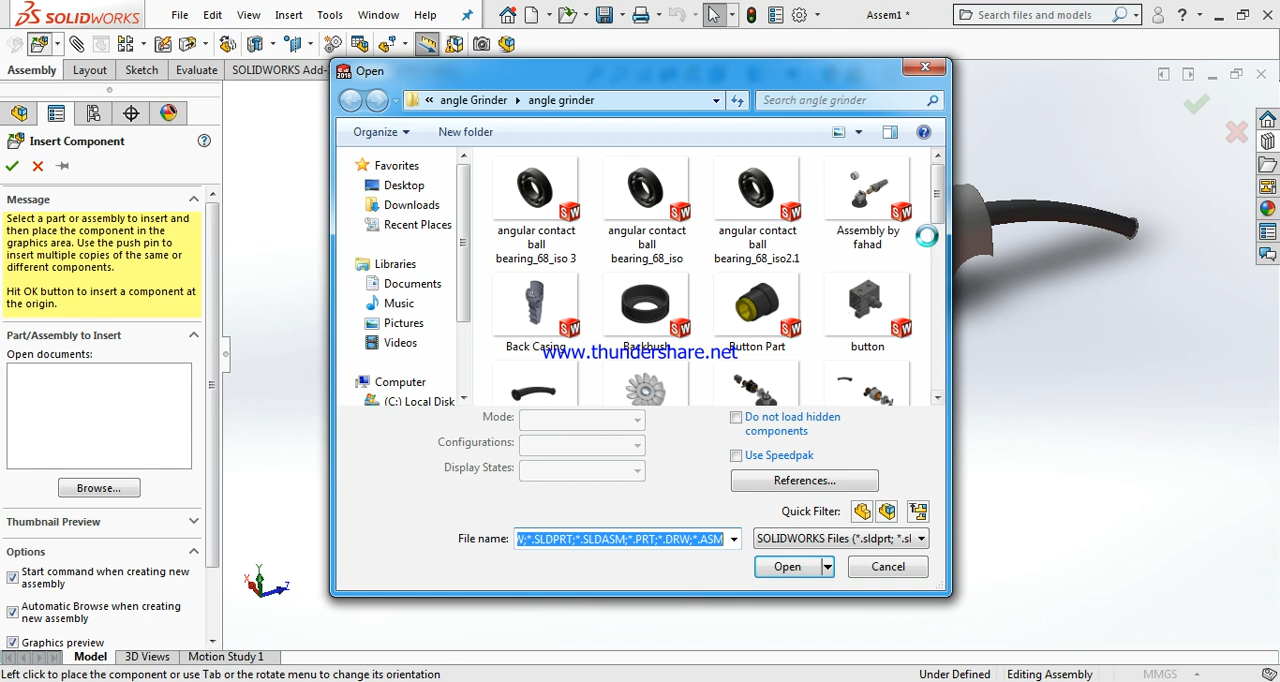 SOLIDWORKS
File Edit View Insert Tools Window Help
Assem1 *
Search files and models
?
Assembly Layout Sketch Evaluate SOLIDWORKS Add-
Insert Component
Message
Select a part or assembly to insert and
then place the component in the
graphics area. Use the push pin to
insert multiple copies of the same or
different components.
Hit OK button to insert a component at
the origin.
Part/Assembly to Insert
Open documents:
Browse...
Thumbnail Preview
Options
Start command when creating new
assembly
Automatic Browse when creating
new assembly
Graphics preview
Open
« angle Grinder angle grinder
Search angle grinder
Organize New folder
Favorites
Desktop
Downloads
Recent Places
Libraries
Documents
Music
Pictures
Videos
Computer
(C:) Local Disk
angular contact
ball
bearing_68_iso 3
angular contact
ball
bearing_68_iso
angular contact
ball
bearing_68_iso2.1
Assembly by
fahad
Back Casing
Backbush
Button Part
button
www.thundershare.net
Mode:
Configurations:
Display States:
Do not load hidden
components
Use Speedpak
References...
Quick Filter:
File name:
*.SLDPRT;*.SLDASM;*.PRT;*.DRW;*.ASM
SOLIDWORKS Files (*.sldprt; *.sl
Open Cancel
Y
X
Z
Model 3D Views Motion Study 1
Left click to place the component or use Tab or the rotate menu to change its orientation
Under Defined Editing Assembly MMGS